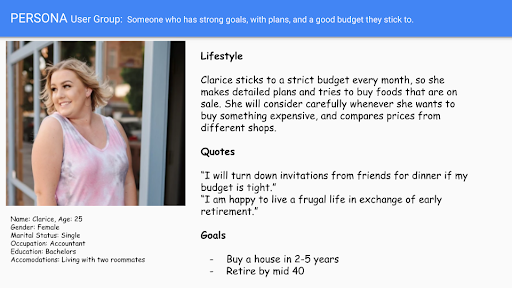 PERSONA User Group: Someone who has strong goals, with plans, and a good budget they stick to.
Lifestyle
Clarice sticks to a strict budget every month, so she
makes detailed plans and tries to buy foods that are on
sale. She will consider carefully whenever she wants to
buy something expensive, and compares prices from
different shops.
Quotes
“I will turn down invitations from friends for dinner if my
budget is tight.”
“I am happy to live a frugal life in exchange of early
retirement.”
Goals
- Buy a house in 2-5 years
- Retire by mid 40
Name: Clarice, Age: 25
Gender: Female
Marital Status: Single
Occupation: Accountant
Education: Bachelors
Accomodations: Living with two roommates